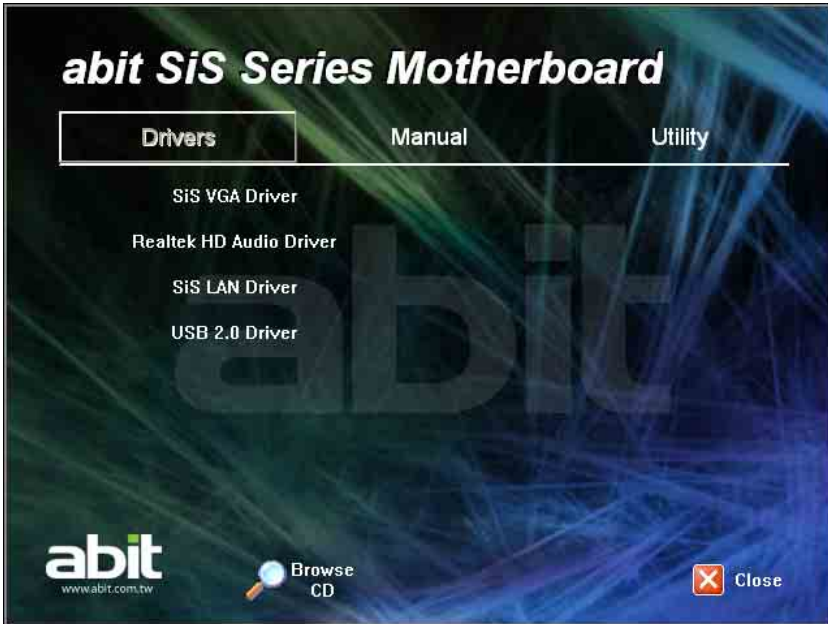 abit SiS Series Motherboard
Drivers Manual Utility
SiS VGA Driver
Realtek HD Audio Driver
SiS LAN Driver
USB 2.0 Driver
abit
abit
www.abit.com.tw
Browse
CD
Close